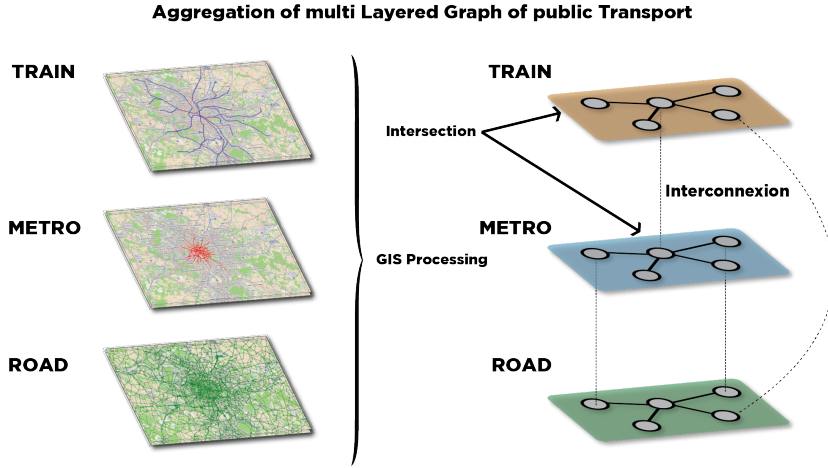 Aggregation of multi Layered Graph of public Transport
TRAIN
METRO
ROAD
GIS Processing
TRAIN
Intersection
Interconnexion
METRO
ROAD